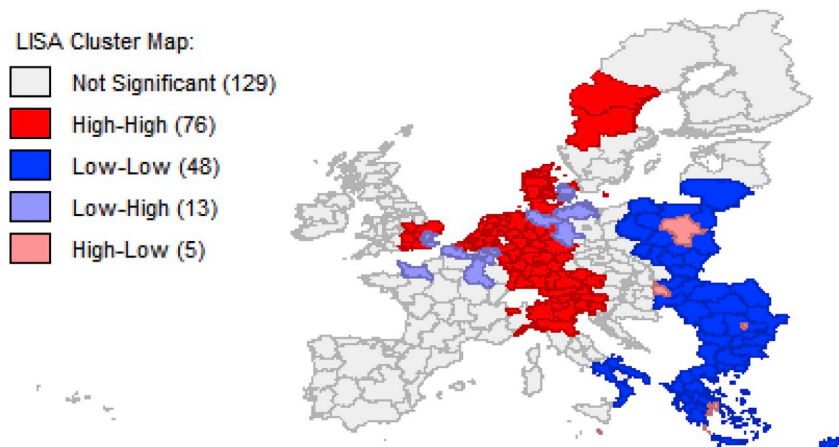 LISA Cluster Map:
Not Significant (129)
High-High (76)
Low-Low (48)
Low-High (13)
High-Low (5)